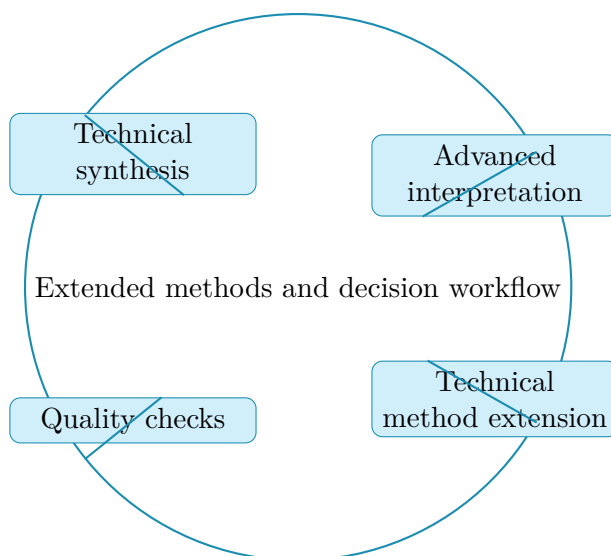 Technical
synthesis
Advanced
interpretation
Extended methods and decision workflow
Quality checks
Technical
method extension